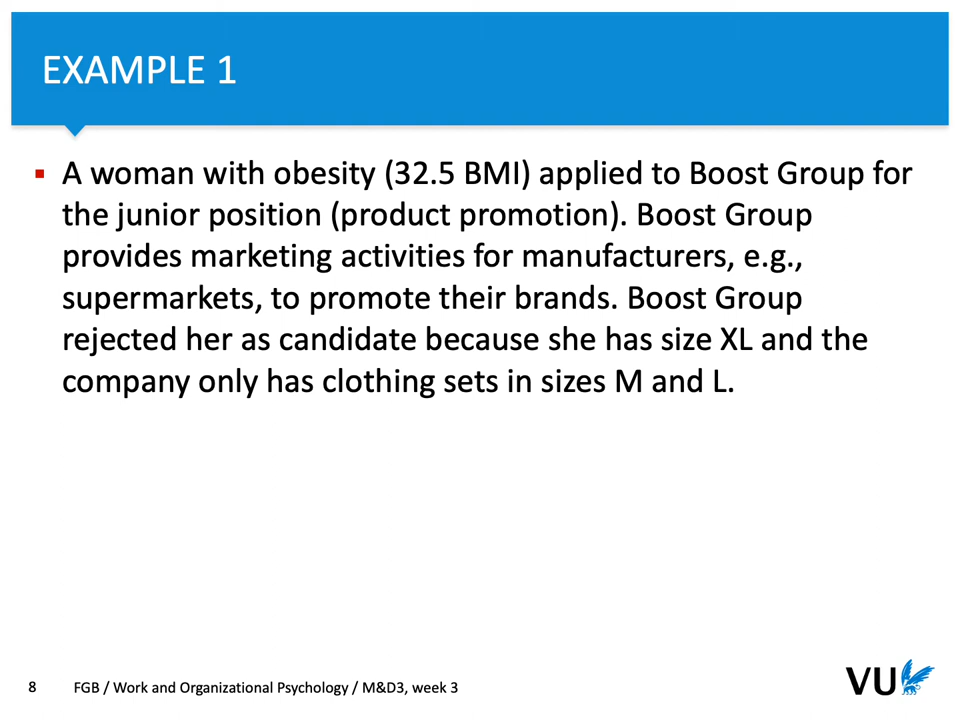 EXAMPLE 1
▪ A woman with obesity (32.5 BMI) applied to Boost Group for
the junior position (product promotion). Boost Group
provides marketing activities for manufacturers, e.g.,
supermarkets, to promote their brands. Boost Group
rejected her as candidate because she has size XL and the
company only has clothing sets in sizes M and L.
8 FGB / Work and Organizational Psychology / M&D3, week 3
VU